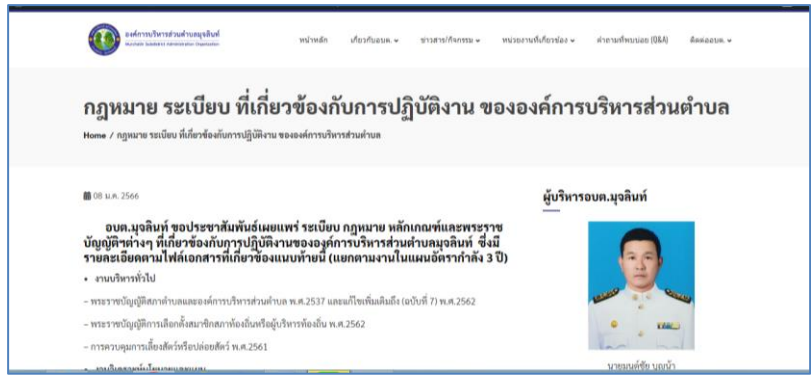 องค์การบริหารส่วนตำบลมุจลินท์
Munchalin Subdistrict Administrative Organization
หน้าหลัก เกี่ยวกับอบต. ข่าวสาร/กิจกรรม หน่วยงานที่เกี่ยวข้อง คำถามที่พบบ่อย (Q&A) ติดต่ออบต.
กฎหมาย ระเบียบ ที่เกี่ยวข้องกับการปฏิบัติงาน ขององค์การบริหารส่วนตำบล
Home / กฎหมาย ระเบียบ ที่เกี่ยวข้องกับการปฏิบัติงาน ขององค์การบริหารส่วนตำบล
08 ม.ค. 2566
อบต.มุจลินท์ ขอประชาสัมพันธ์เผยแพร่ ระเบียบ กฎหมาย หลักเกณฑ์และพระราช
บัญญัติฯต่างๆ ที่เกี่ยวข้องกับการปฏิบัติงานขององค์การบริหารส่วนตำบลมุจลินท์ ซึ่งมี
รายละเอียดตามไฟล์เอกสารที่เกี่ยวข้องแนบท้ายนี้ (แยกตามงานในแผนอัตรากำลัง 3 ปี)
• งานบริหารทั่วไป
– พระราชบัญญัติสภาตำบลและองค์การบริหารส่วนตำบล พ.ศ.2537 และแก้ไขเพิ่มเติมถึง (ฉบับที่ 7) พ.ศ.2562
– พระราชบัญญัติการเลือกตั้งสมาชิกสภาท้องถิ่นหรือผู้บริหารท้องถิ่น พ.ศ.2562
– การควบคุมการเลี้ยงสัตว์หรือปล่อยสัตว์ พ.ศ.2561
ผู้บริหารอบต.มุจลินท์
นายมนต์ชัย บุญน้ำ